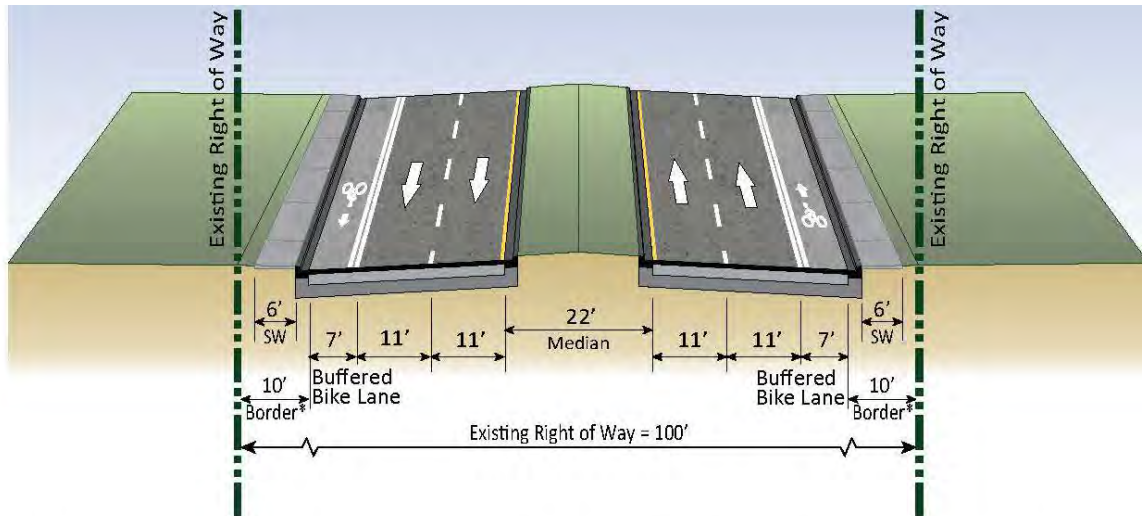 Existing Right of Way
Existing Right of Way
6'
SW
7'
11'
11'
22'
Median
11'
11'
7'
6'
SW
Buffered
Bike Lane
Buffered
Bike Lane
10'
Border*
10'
Border*
Existing Right of Way = 100'